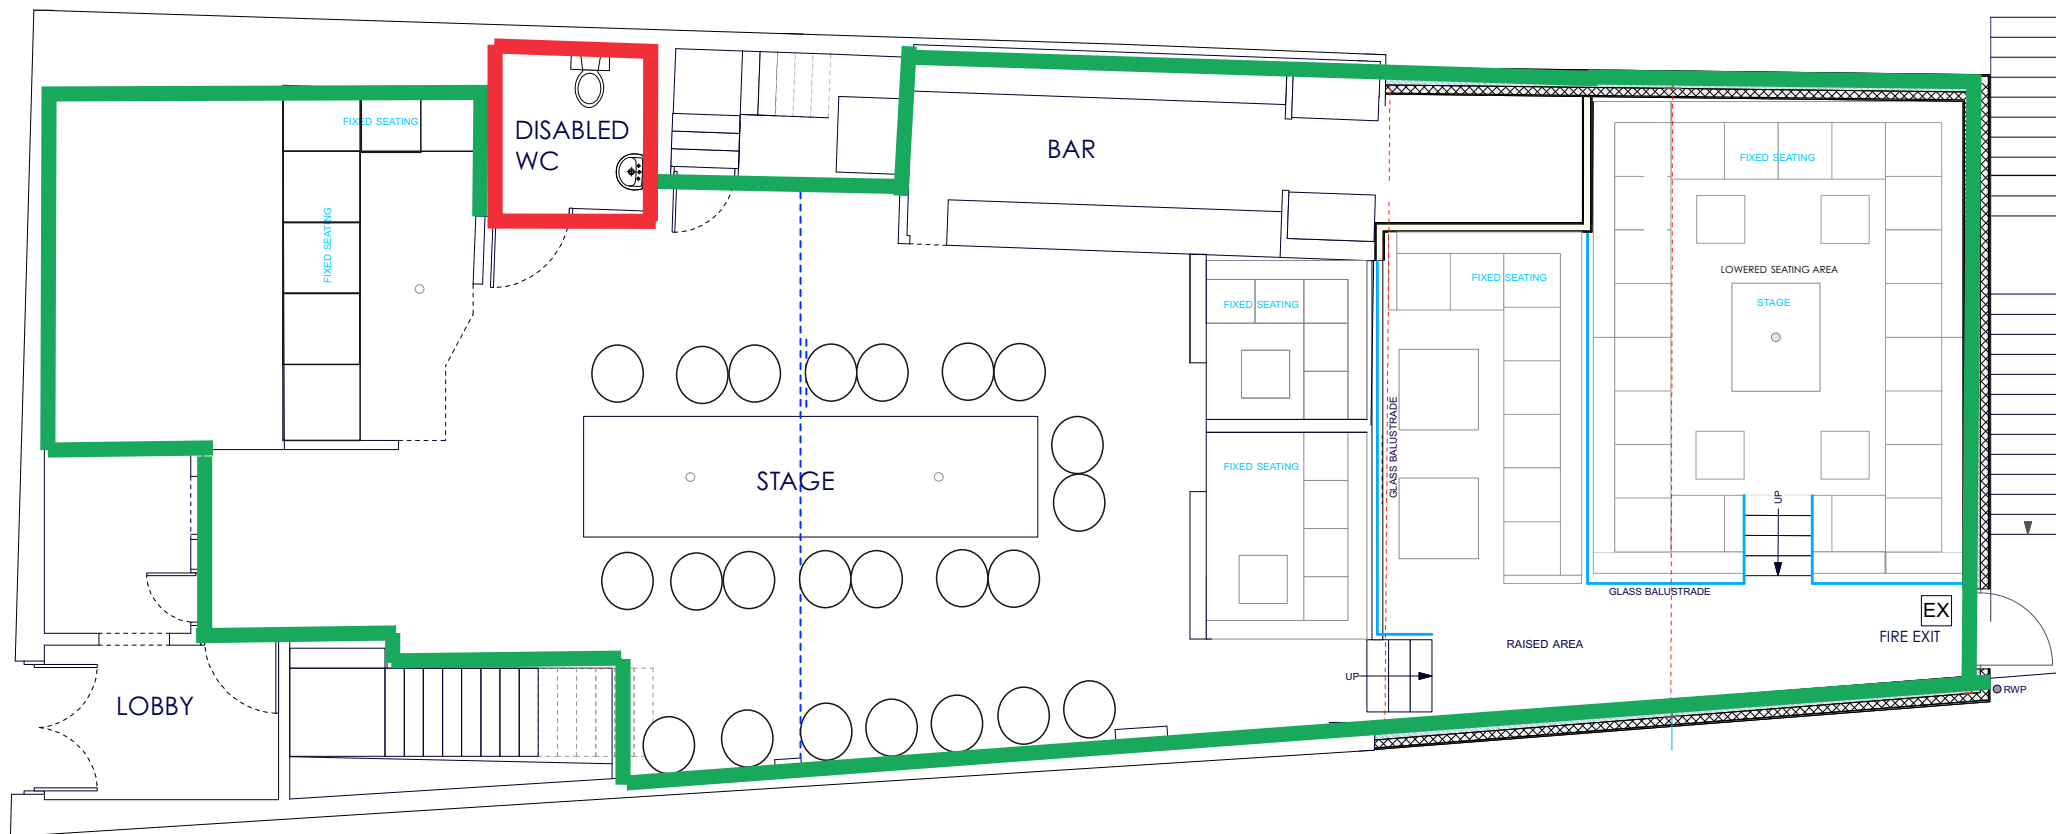 FIXED SEATING
DISABLED
WC
FIXED SEATING
BAR
FIXED SEATING
LOWERED SEATING AREA
STAGE
FIXED SEATING
FIXED SEATING
GLASS BALUSTRADE
FIXED SEATING
STAGE
UP
GLASS BALUSTRADE
EX
FIRE EXIT
RAISED AREA
UP
RWP
LOBBY